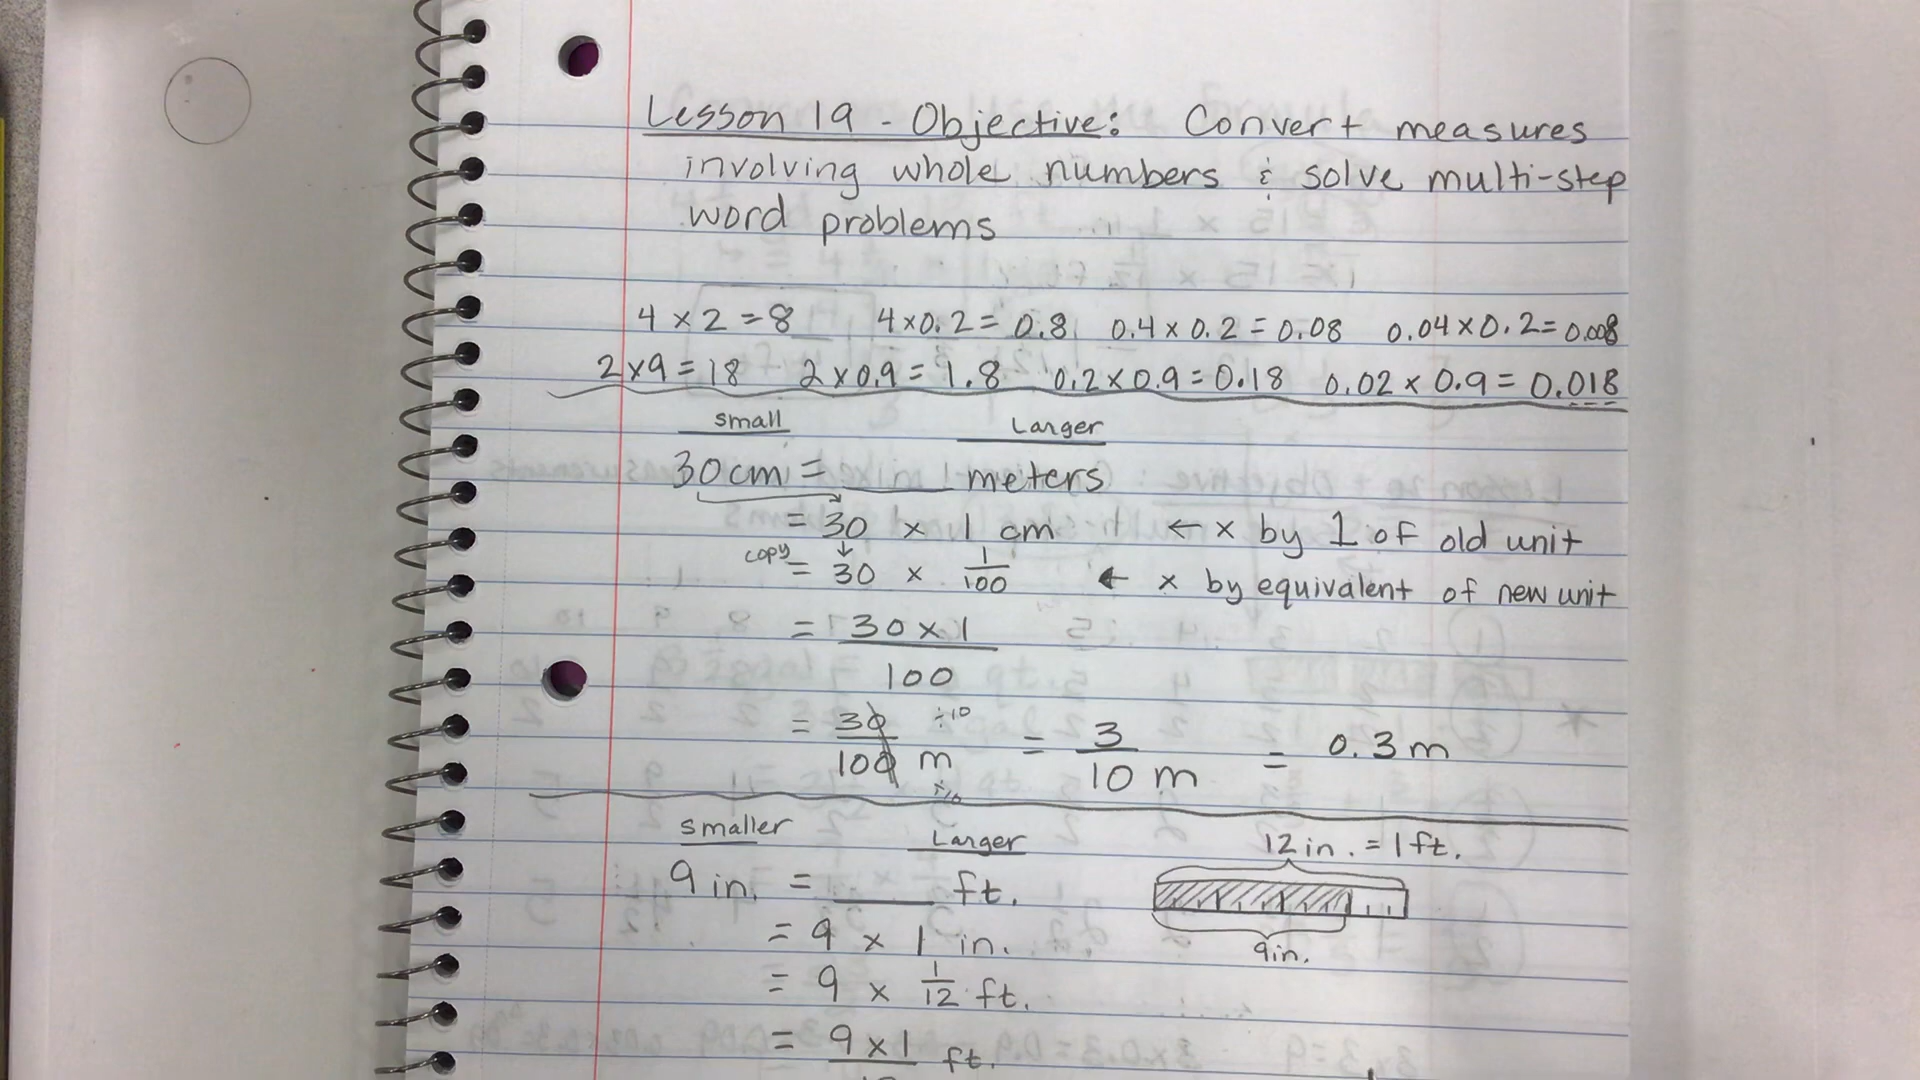 Lesson 19 - Objective: Convert measures
involving whole numbers & solve multi-step
word problems
4 × 2 = 8 4 × 0.2 = 0.8 0.4 × 0.2 = 0.08 0.04 × 0.2 = 0.008
2 × 9 = 18 2 × 0.9 = 1.8 0.2 × 0.9 = 0.18 0.02 × 0.9 = 0.018
small Larger
30 cm = ____ meters
= 30 × 1 cm ← × by 1 of old unit
copy = 30 × 1/100 ← × by equivalent of new unit
= 30 × 1
100
= 30/100 m ÷10 ÷10 = 3/10 m = 0.3 m
smaller Larger 12 in. = 1 ft.
9 in. = ____ ft.
= 9 × 1 in. 9 in.
= 9 × 1/12 ft.
= 9 × 1 ft.